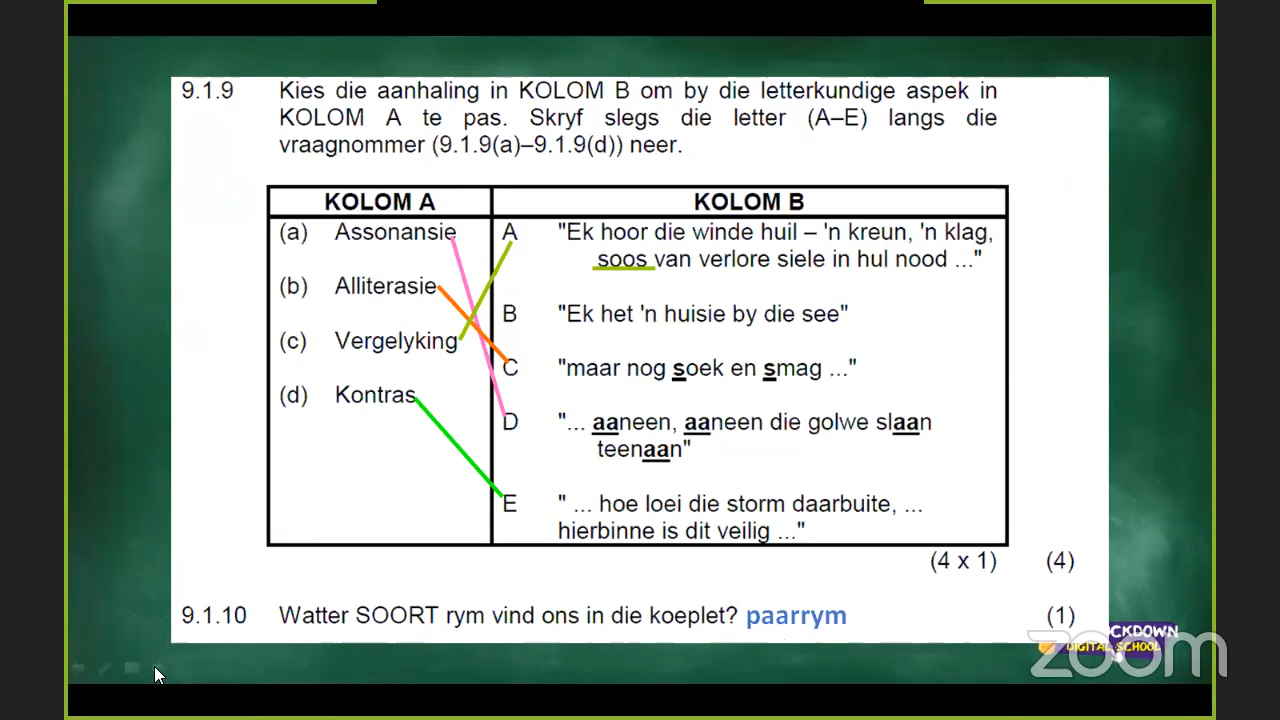 9.1.9 Kies die aanhaling in KOLOM B om by die letterkundige aspek in
KOLOM A te pas. Skryf slegs die letter (A–E) langs die
vraagnommer (9.1.9(a)–9.1.9(d)) neer.
KOLOM A KOLOM B
(a) Assonansie A "Ek hoor die winde huil – 'n kreun, 'n klag,
soos van verlore siele in hul nood ..."
(b) Alliterasie
B "Ek het 'n huisie by die see"
(c) Vergelyking
C "maar nog soek en smag ..."
(d) Kontras
D "... aaneen, aaneen die golwe slaan
teenaan"
E " ... hoe loei die storm daarbuite, ...
hierbinne is dit veilig ..."
(4 x 1) (4)
9.1.10 Watter SOORT rym vind ons in die koeplet? paarrym (1)
CKDOWN
DIGITAL SCHOOL
zoom